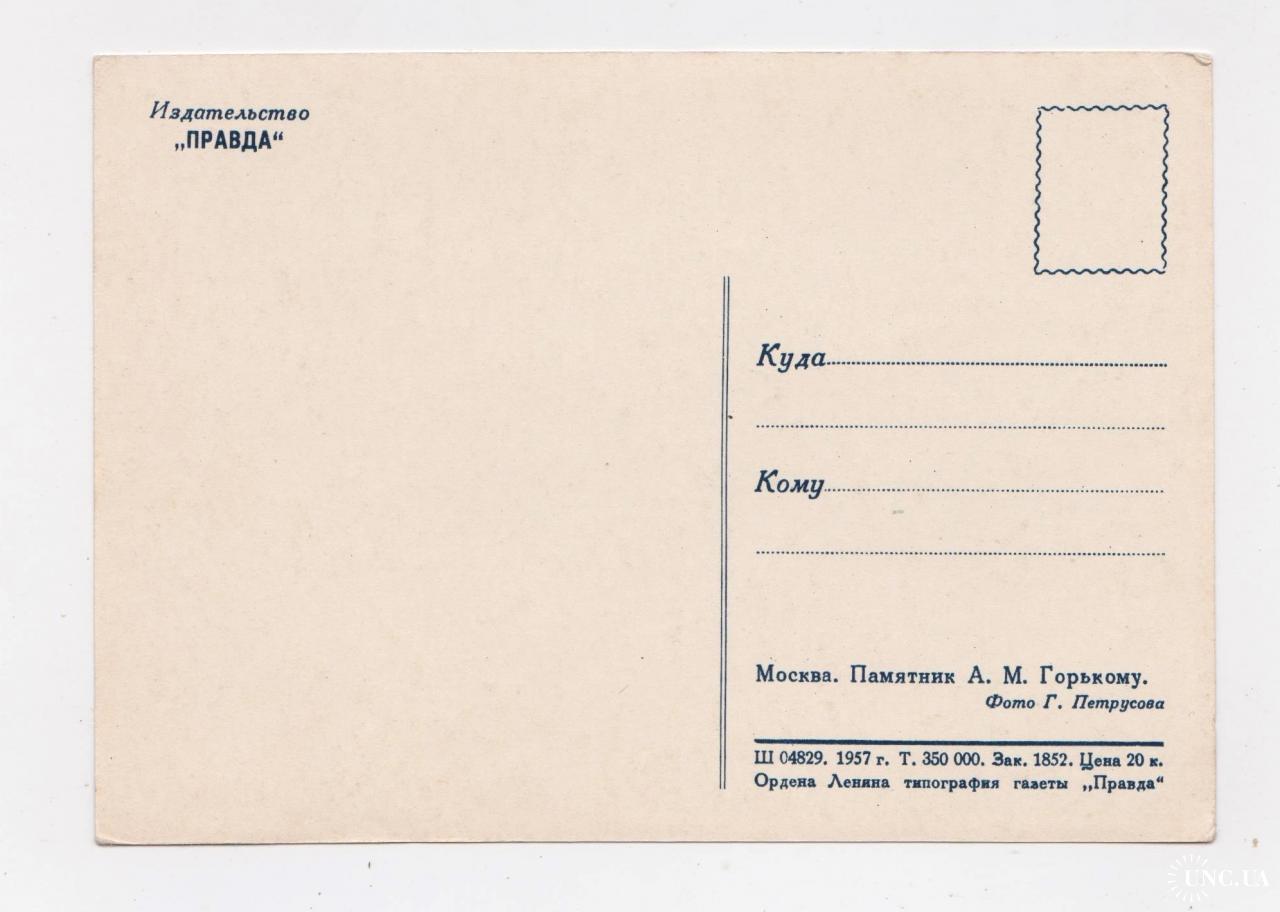 Издательство
„ПРАВДА“
Куда
Кому
Москва. Памятник А. М. Горькому.
Фото Г. Петрусова
Ш 04829. 1957 г. Т. 350 000. Зак. 1852. Цена 20 к.
Ордена Ленина типография газеты „Правда“
UNC.UA